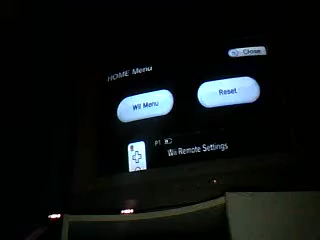 Close
HOME Menu
Wii Menu
Reset
P1
Wii Remote Settings